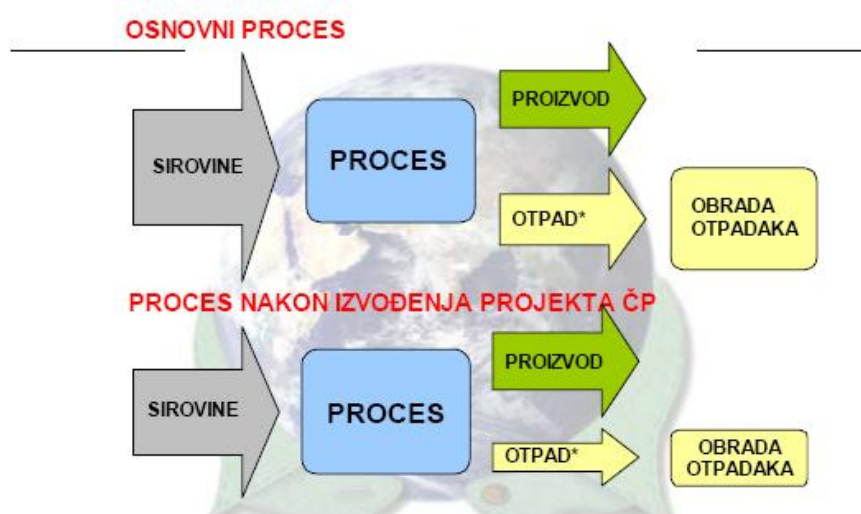 OSNOVNI PROCES
SIROVINE
PROCES
PROIZVOD
OTPAD*
OBRADA
OTPADAKA
PROCES NAKON IZVOĐENJA PROJEKTA ČP
SIROVINE
PROCES
PROIZVOD
OTPAD*
OBRADA
OTPADAKA